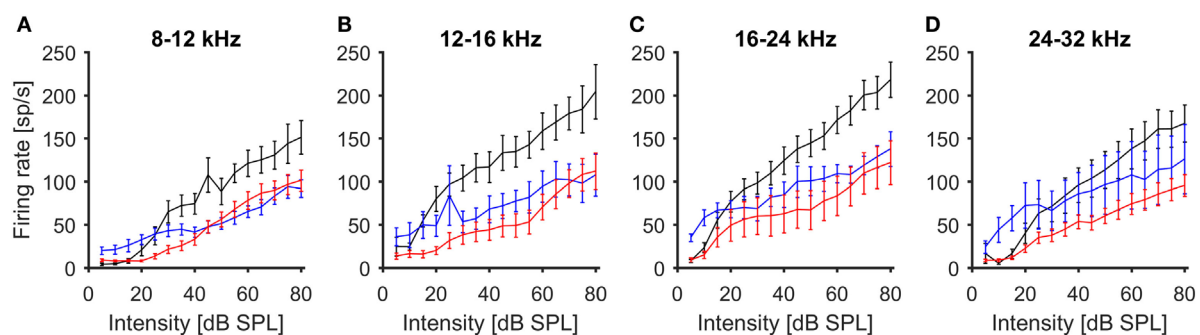 A
8-12 kHz
B
12-16 kHz
C
16-24 kHz
D
24-32 kHz
Firing rate [sp/s]
250
200
150
100
50
0
250
200
150
100
50
0
250
200
150
100
50
0
250
200
150
100
50
0
0 20 40 60 80
0 20 40 60 80
0 20 40 60 80
0 20 40 60 80
Intensity [dB SPL]
Intensity [dB SPL]
Intensity [dB SPL]
Intensity [dB SPL]